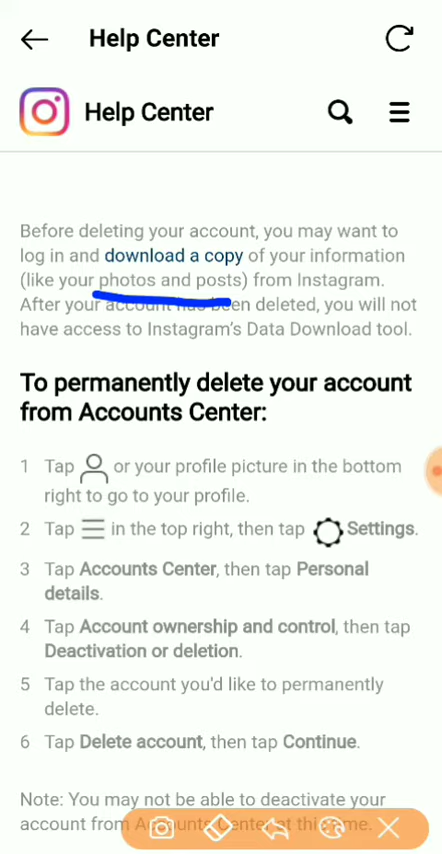 Help Center
Help Center
Before deleting your account, you may want to
log in and download a copy of your information
(like your photos and posts) from Instagram.
After your account has been deleted, you will not
have access to Instagram's Data Download tool.
To permanently delete your account
from Accounts Center:
1 Tap or your profile picture in the bottom
right to go to your profile.
2 Tap in the top right, then tap Settings.
3 Tap Accounts Center, then tap Personal
details.
4 Tap Account ownership and control, then tap
Deactivation or deletion.
5 Tap the account you'd like to permanently
delete.
6 Tap Delete account, then tap Continue.
Note: You may not be able to deactivate your
account from Accounts Center at this time.